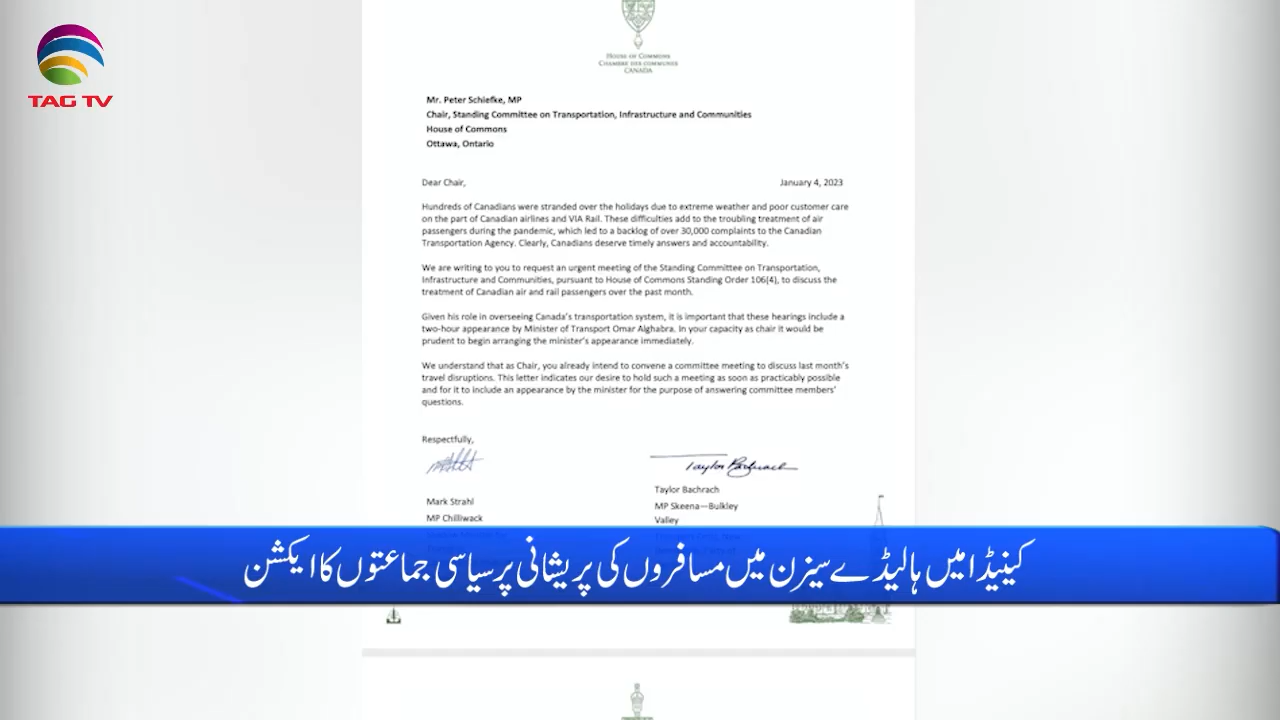 TAG TV
HOUSE OF COMMONS
CHAMBRE DES COMMUNES
CANADA
Mr. Peter Schiefke, MP
Chair, Standing Committee on Transportation, Infrastructure and Communities
House of Commons
Ottawa, Ontario
Dear Chair,
January 4, 2023
Hundreds of Canadians were stranded over the holidays due to extreme weather and poor customer care
on the part of Canadian airlines and VIA Rail. These difficulties add to the troubling treatment of air
passengers during the pandemic, which led to a backlog of over 30,000 complaints to the Canadian
Transportation Agency. Clearly, Canadians deserve timely answers and accountability.
We are writing to you to request an urgent meeting of the Standing Committee on Transportation,
Infrastructure and Communities, pursuant to House of Commons Standing Order 106(4), to discuss the
treatment of Canadian air and rail passengers over the past month.
Given his role in overseeing Canada's transportation system, it is important that these hearings include a
two-hour appearance by Minister of Transport Omar Alghabra. In your capacity as chair it would be
prudent to begin arranging the minister's appearance immediately.
We understand that as Chair, you already intend to convene a committee meeting to discuss last month's
travel disruptions. This letter indicates our desire to hold such a meeting as soon as practicably possible
and for it to include an appearance by the minister for the purpose of answering committee members'
questions.
Respectfully,
Taylor Bachrach
Mark Strahl
MP Chilliwack
Taylor Bachrach
MP Skeena—Bulkley
Valley
کینیڈا میں ہالیڈے سیزن میں مسافروں کی پریشانی پر سیاسی جماعتوں کا ایکشن